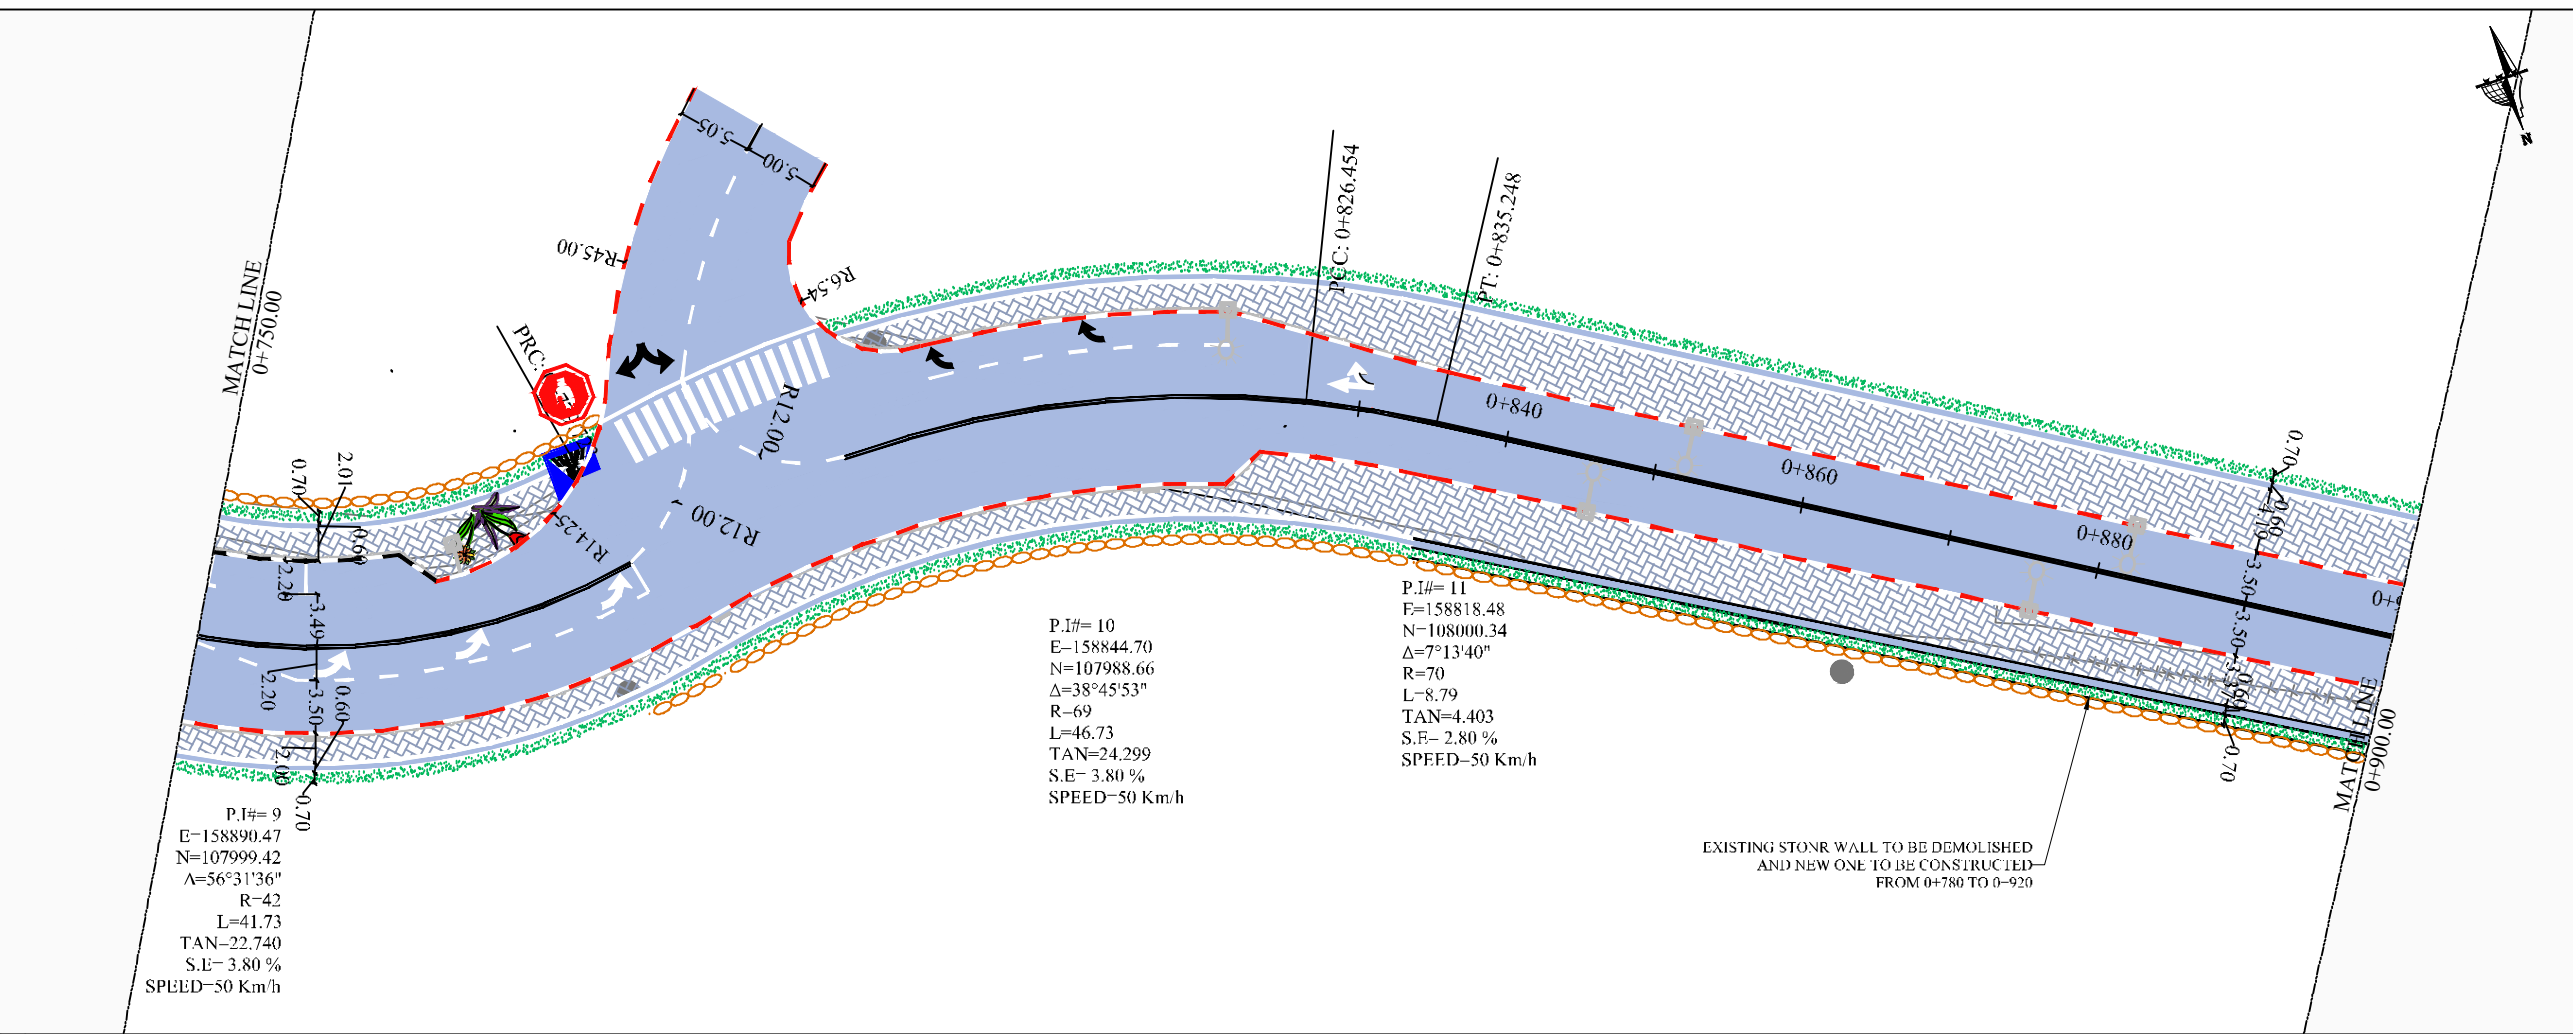 MATCH LINE
0+750.00
5.05
5.00
R45.00
R6.54
PRC:
R12.00
R12.00
R14.25
PCC: 0+826.454
PT: 0+835.248
0+840
0+860
0+880
0.70
2.01
0.60
2.20
3.49
2.20
3.50
0.60
2.00
0.70
0.70
0.60
3.50
3.50
0.60
0.70
N
MATCH LINE
0+900.00
P.I#= 9
E=158890.47
N=107999.42
Δ=56°31'36"
R=42
L=41.73
TAN=22.740
S.E= 3.80 %
SPEED=50 Km/h
P.I#= 10
E=158844.70
N=107988.66
Δ=38°45'53"
R=69
L=46.73
TAN=24.299
S.E= 3.80 %
SPEED=50 Km/h
P.I#= 11
E=158818.48
N=108000.34
Δ=7°13'40"
R=70
L=8.79
TAN=4.403
S.E= 2.80 %
SPEED=50 Km/h
EXISTING STONR WALL TO BE DEMOLISHED
AND NEW ONE TO BE CONSTRUCTED
FROM 0+780 TO 0+920